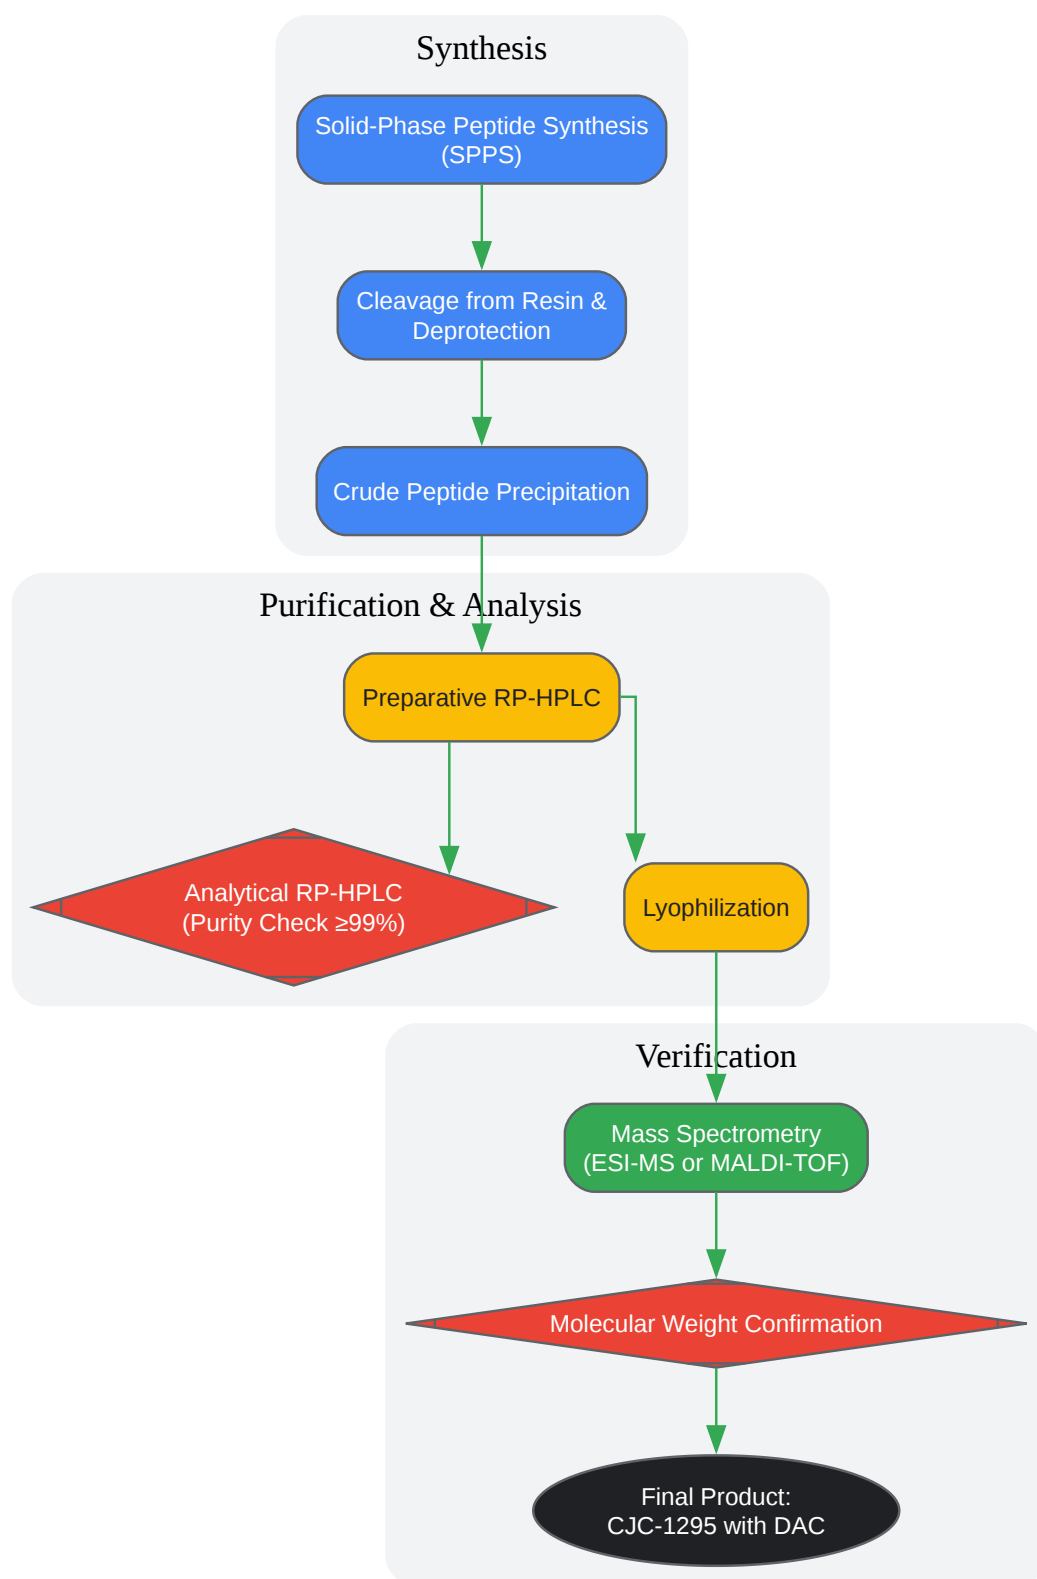 Synthesis
Solid-Phase Peptide Synthesis
(SPPS)
Cleavage from Resin &
Deprotection
Crude Peptide Precipitation
Purification & Analysis
Preparative RP-HPLC
Analytical RP-HPLC
(Purity Check ≥99%)
Lyophilization
Verification
Mass Spectrometry
(ESI-MS or MALDI-TOF)
Molecular Weight Confirmation
Final Product:
CJC-1295 with DAC